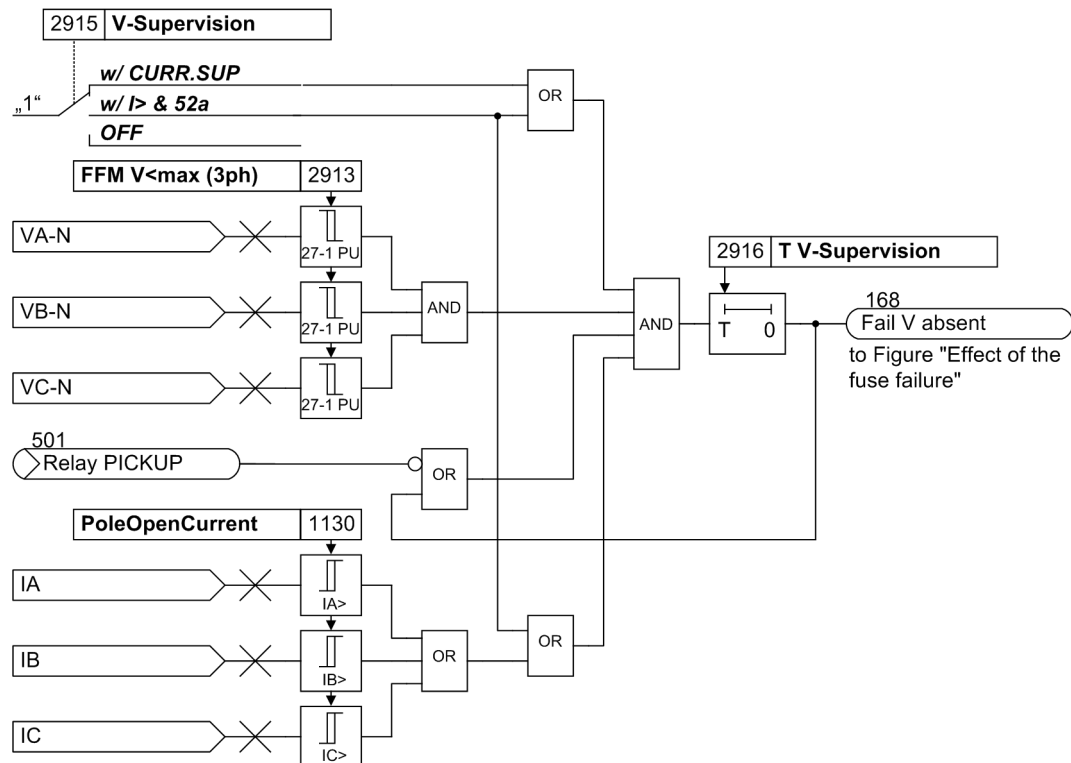 2915 V-Supervision
w/ CURR.SUP
OR
„1“ w/ I> & 52a
OFF
FFM V<max (3ph) 2913
VA-N
27-1 PU
2916 T V-Supervision
VB-N
27-1 PU
AND
AND
T 0
168
Fail V absent
to Figure "Effect of the
fuse failure"
VC-N
27-1 PU
501
Relay PICKUP
OR
PoleOpenCurrent 1130
IA
IA>
IB
IB>
OR
OR
IC
IC>